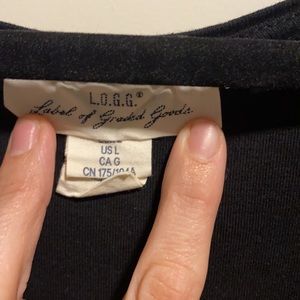 L.O.G.G.®
Label of Graded Goods.
US L
CA G
CN 175/104A